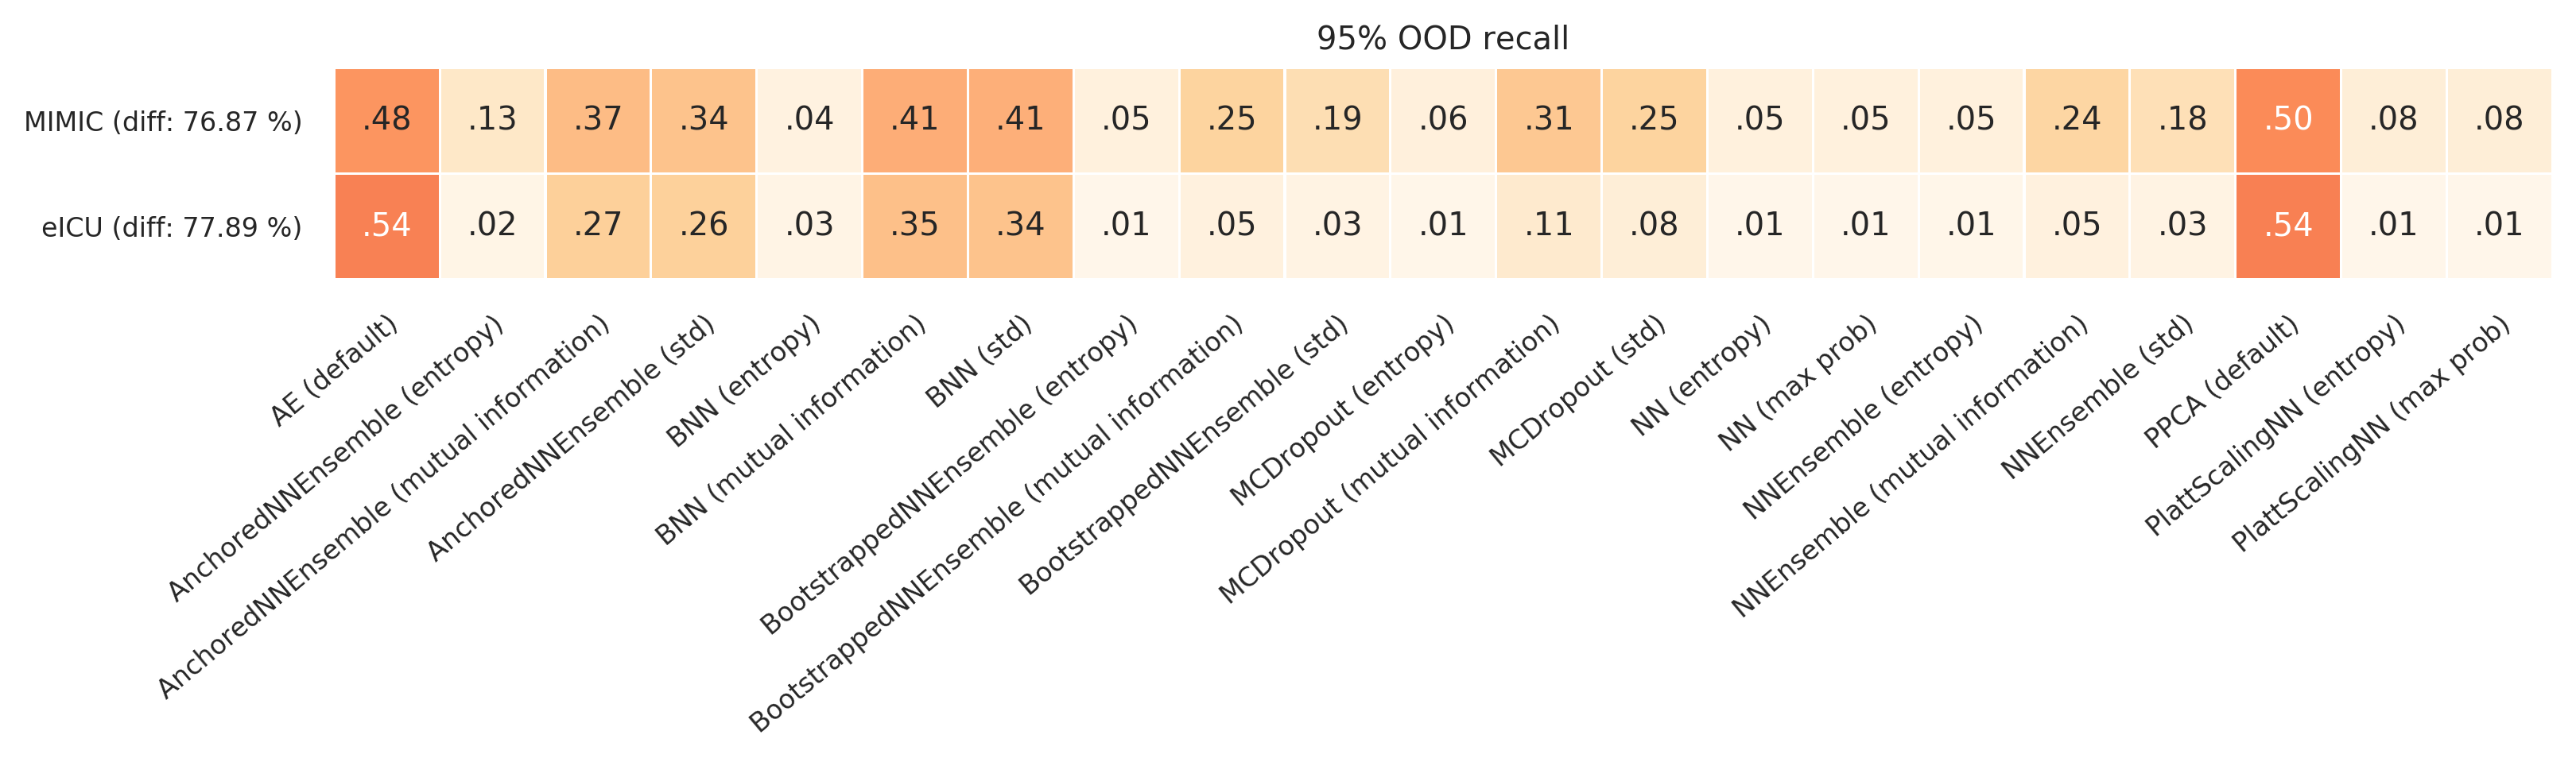 95% OOD recall
MIMIC (diff: 76.87 %) .48 .13 .37 .34 .04 .41 .41 .05 .25 .19 .06 .31 .25 .05 .05 .05 .24 .18 .50 .08 .08
eICU (diff: 77.89 %) .54 .02 .27 .26 .03 .35 .34 .01 .05 .03 .01 .11 .08 .01 .01 .01 .05 .03 .54 .01 .01
AE (default)
AnchoredNNEnsemble (entropy)
AnchoredNNEnsemble (mutual information)
AnchoredNNEnsemble (std)
BNN (entropy)
BNN (mutual information)
BNN (std)
BootstrappedNNEnsemble (entropy)
BootstrappedNNEnsemble (mutual information)
BootstrappedNNEnsemble (std)
MCDropout (entropy)
MCDropout (mutual information)
MCDropout (std)
NN (entropy)
NN (max prob)
NNEnsemble (entropy)
NNEnsemble (mutual information)
NNEnsemble (std)
PPCA (default)
PlattScalingNN (entropy)
PlattScalingNN (max prob)